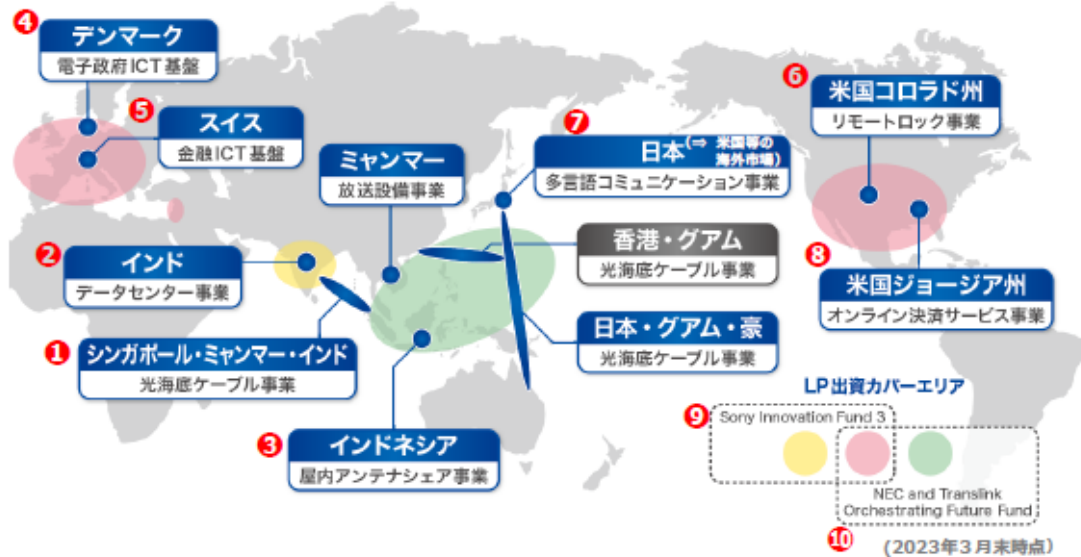 ❹
デンマーク
電子政府ICT基盤
❺
スイス
金融ICT基盤
ミャンマー
放送設備事業
❼
日本(⇒ 米国等の海外市場)
多言語コミュニケーション事業
❻
米国コロラド州
リモートロック事業
❷
インド
データセンター事業
香港・グアム
光海底ケーブル事業
❽
米国ジョージア州
オンライン決済サービス事業
❶
シンガポール・ミャンマー・インド
光海底ケーブル事業
日本・グアム・豪
光海底ケーブル事業
❸
インドネシア
屋内アンテナシェア事業
LP出資カバーエリア
❾
Sony Innovation Fund 3
NEC and Translink
Orchestrating Future Fund
❿
(2023年3月末時点)